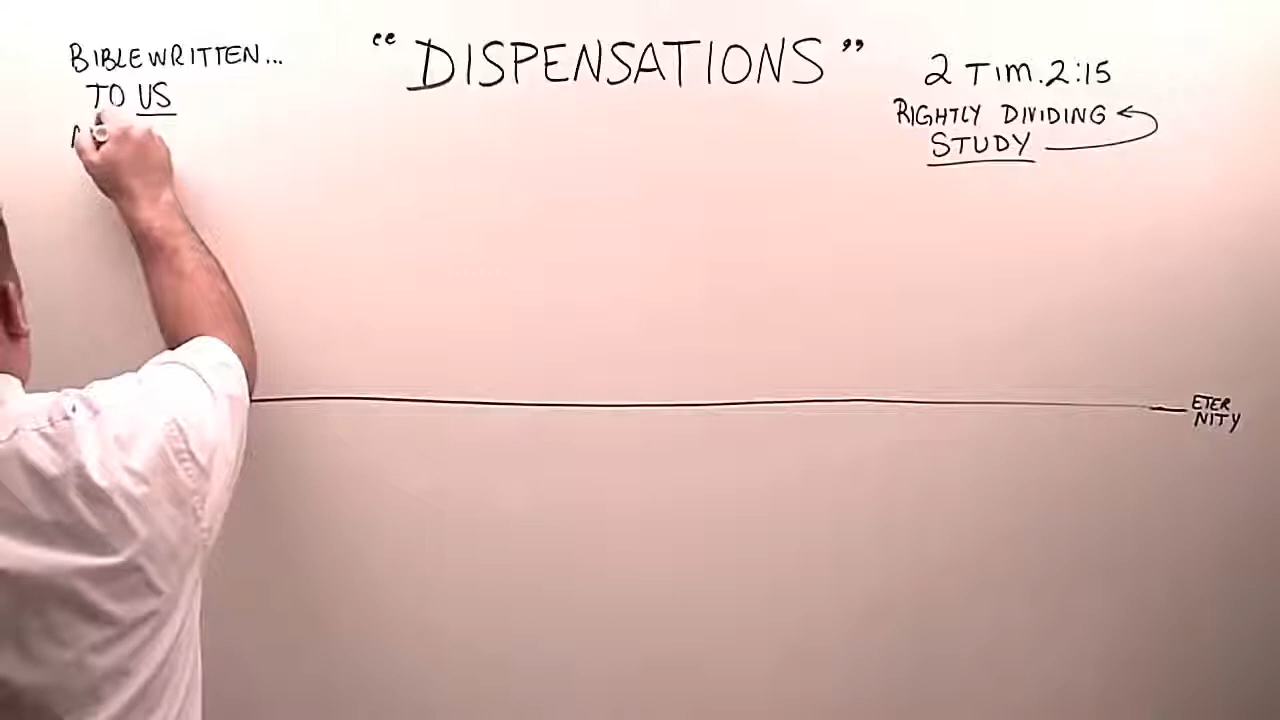 BIBLE WRITTEN...
TO US
"DISPENSATIONS"
2 TIM. 2:15
RIGHTLY DIVIDING
STUDY
ETER
NITY